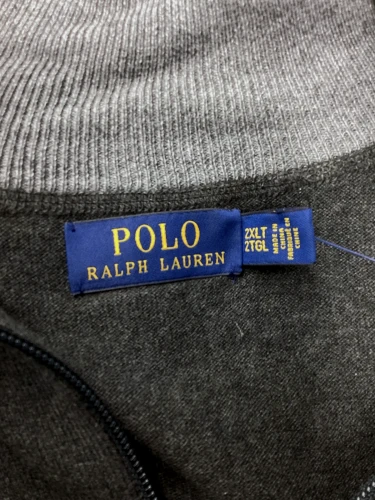 POLO
RALPH LAUREN
2XLT
2TGL
MADE IN
CHINA
FABRIQUÉ EN
CHINE